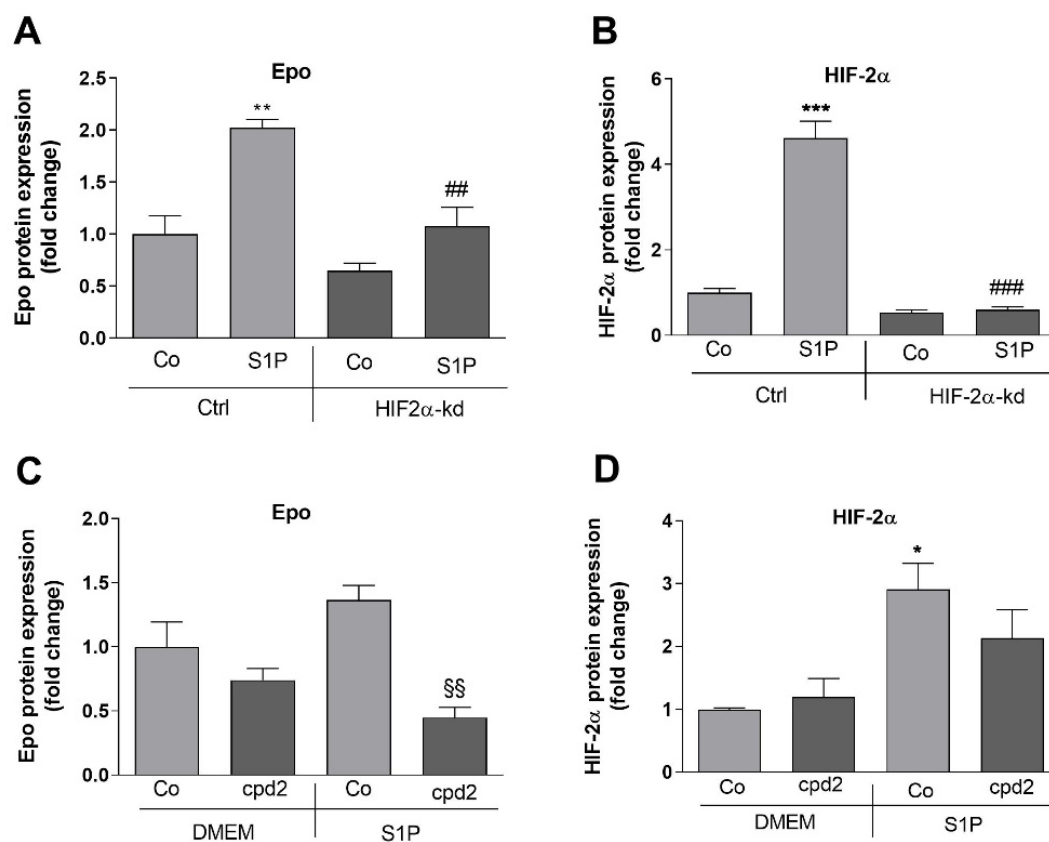 A
Epo
Epo protein expression
(fold change)
2.5
2.0
1.5
1.0
0.5
0.0
**
##
Co
S1P
Co
S1P
Ctrl
HIF2α-kd
B
HIF-2α
HIF-2α protein expression
(fold change)
6
4
2
0
***
###
Co
S1P
Co
S1P
Ctrl
HIF-2α-kd
C
Epo
Epo protein expression
(fold change)
2.0
1.5
1.0
0.5
0.0
§§
Co
cpd2
Co
cpd2
DMEM
S1P
D
HIF-2α
HIF-2α protein expression
(fold change)
4
3
2
1
0
*
Co
cpd2
Co
cpd2
DMEM
S1P